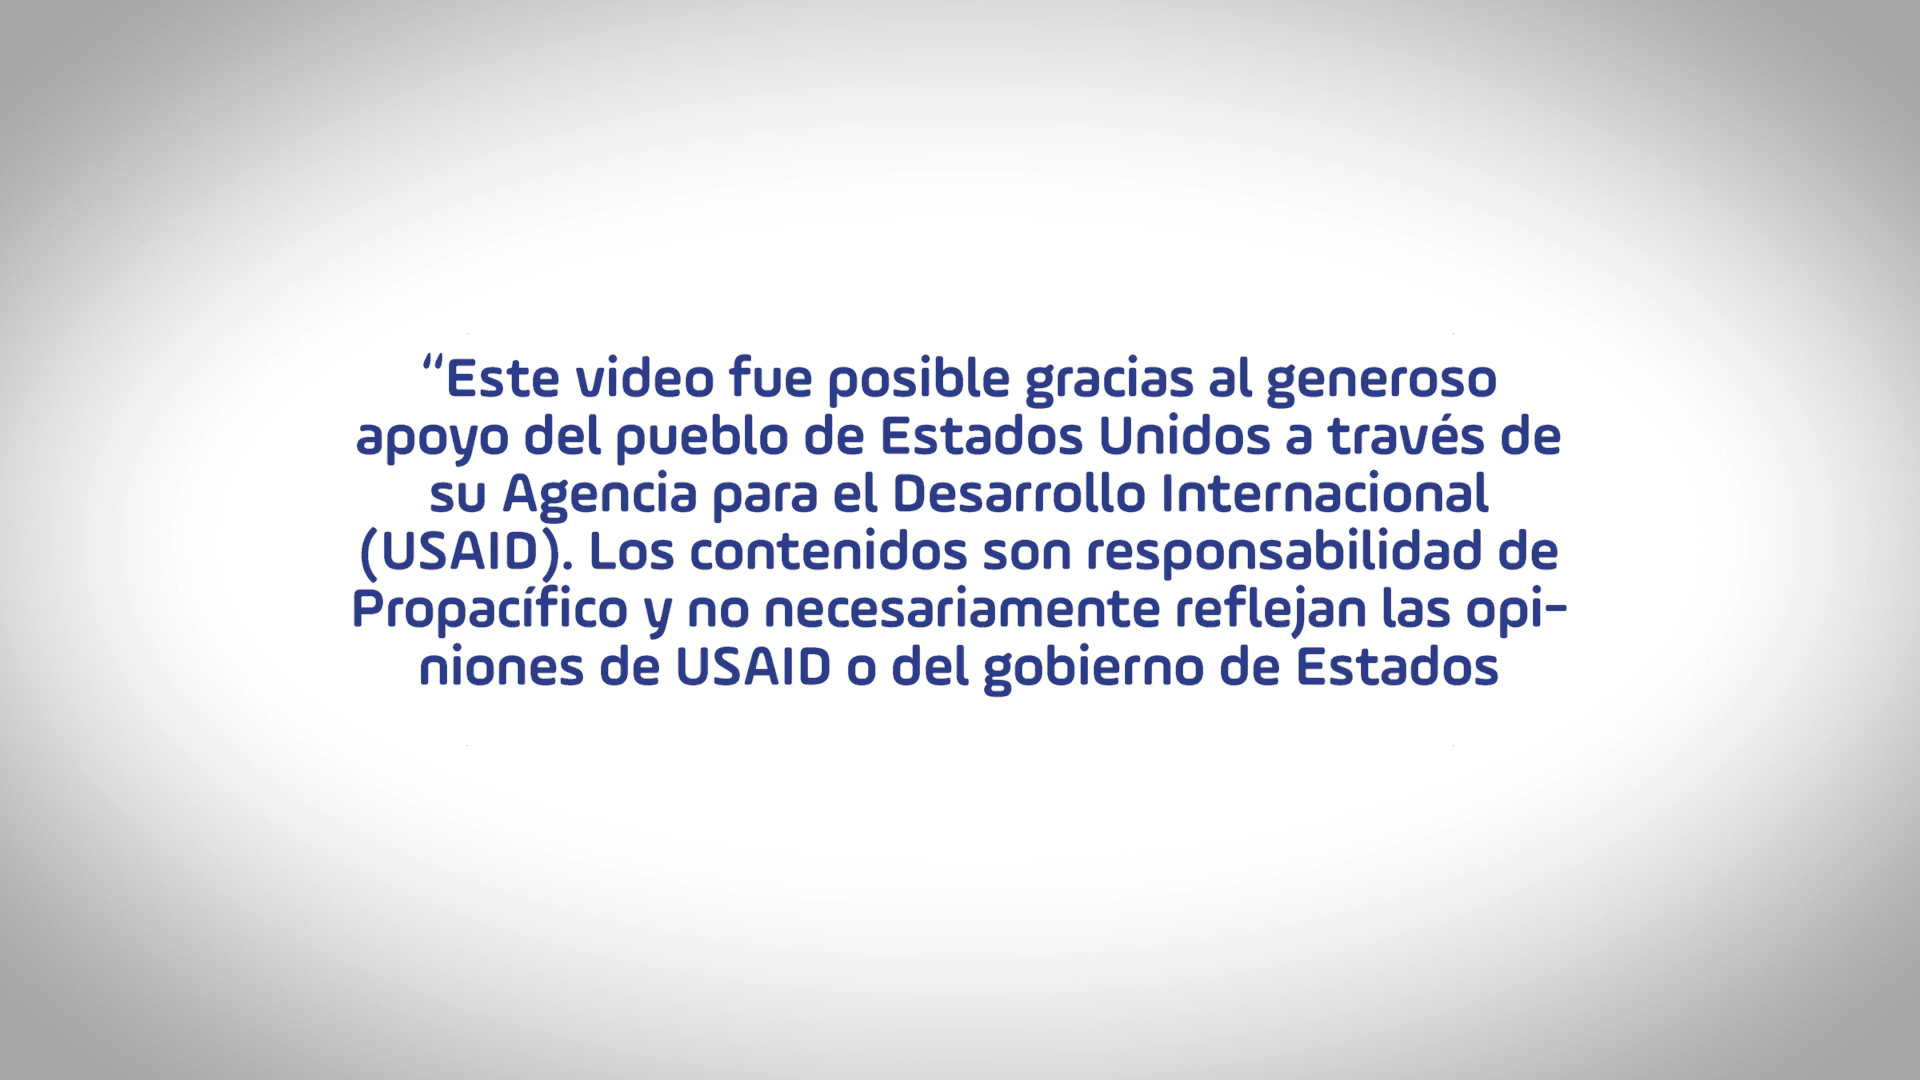 “Este video fue posible gracias al generoso
apoyo del pueblo de Estados Unidos a través de
su Agencia para el Desarrollo Internacional
(USAID). Los contenidos son responsabilidad de
Propacífico y no necesariamente reflejan las opi-
niones de USAID o del gobierno de Estados